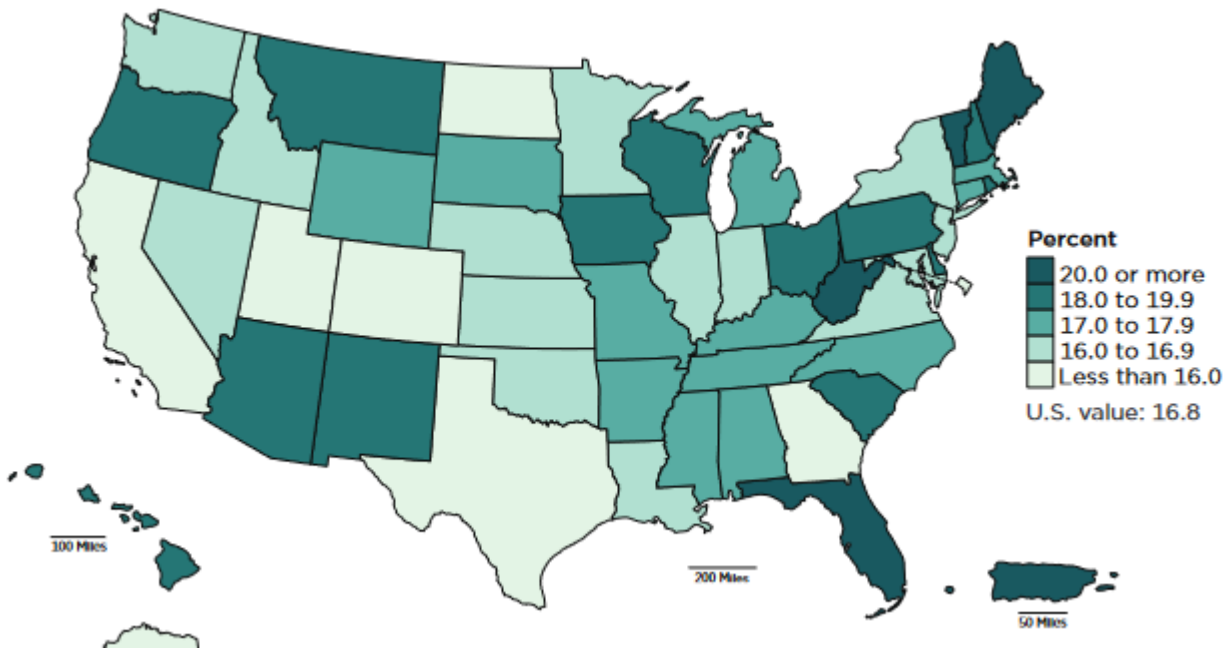 Percent
20.0 or more
18.0 to 19.9
17.0 to 17.9
16.0 to 16.9
Less than 16.0
U.S. value: 16.8
100 Miles
200 Miles
50 Miles